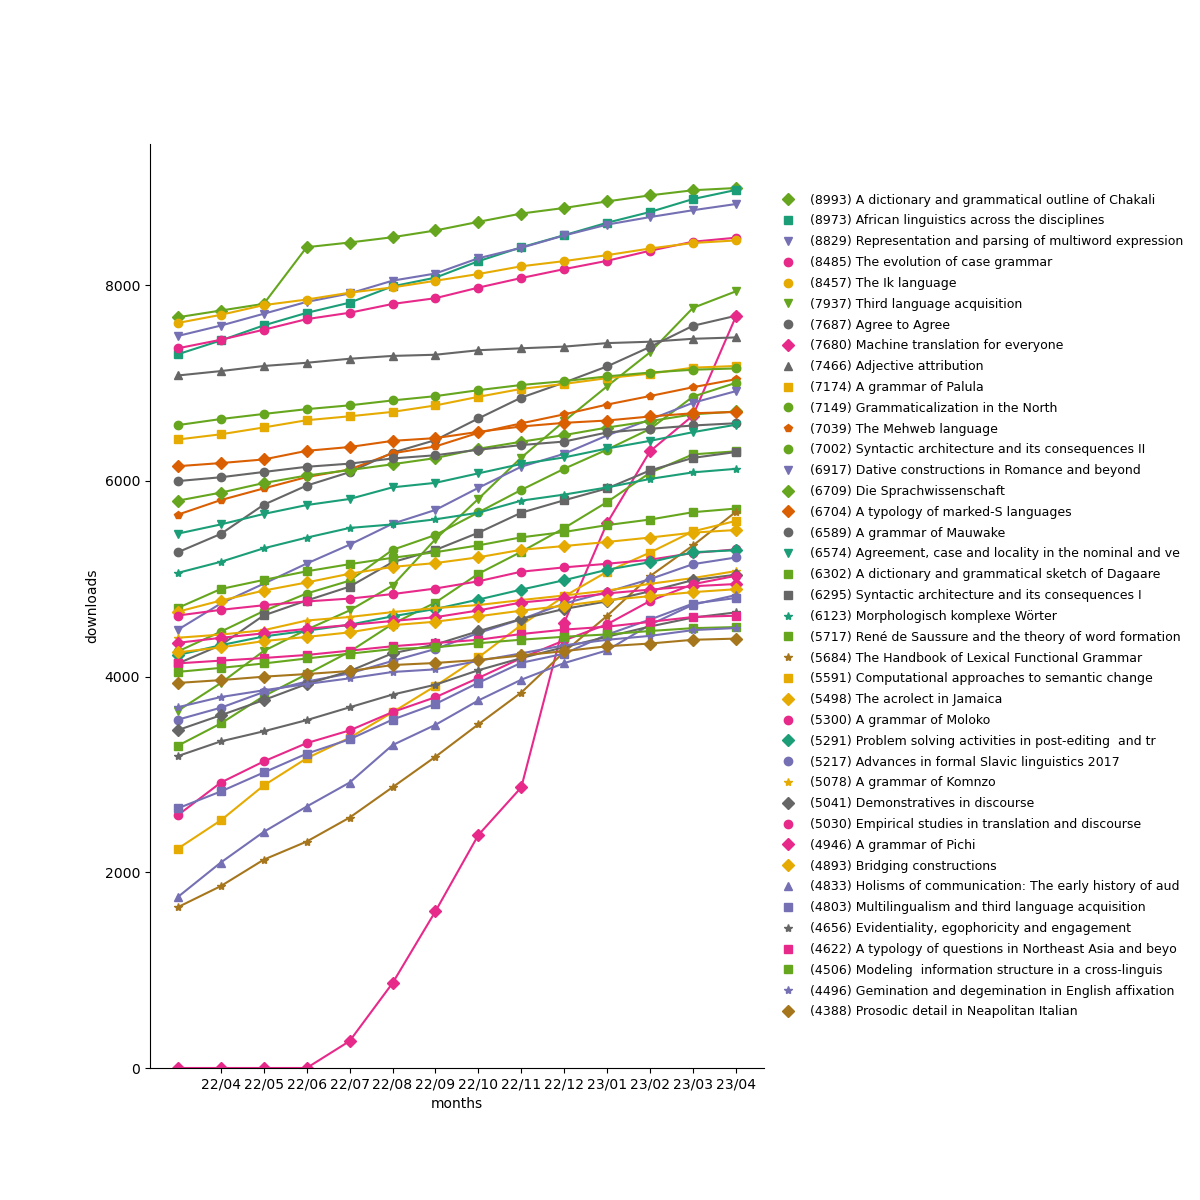 8000
6000
4000
2000
0
downloads
22/04 22/05 22/06 22/07 22/08 22/09 22/10 22/11 22/12 23/01 23/02 23/03 23/04
months
(8993) A dictionary and grammatical outline of Chakali
(8973) African linguistics across the disciplines
(8829) Representation and parsing of multiword expression
(8485) The evolution of case grammar
(8457) The Ik language
(7937) Third language acquisition
(7687) Agree to Agree
(7680) Machine translation for everyone
(7466) Adjective attribution
(7174) A grammar of Palula
(7149) Grammaticalization in the North
(7039) The Mehweb language
(7002) Syntactic architecture and its consequences II
(6917) Dative constructions in Romance and beyond
(6709) Die Sprachwissenschaft
(6704) A typology of marked-S languages
(6589) A grammar of Mauwake
(6574) Agreement, case and locality in the nominal and ve
(6302) A dictionary and grammatical sketch of Dagaare
(6295) Syntactic architecture and its consequences I
(6123) Morphologisch komplexe Wörter
(5717) René de Saussure and the theory of word formation
(5684) The Handbook of Lexical Functional Grammar
(5591) Computational approaches to semantic change
(5498) The acrolect in Jamaica
(5300) A grammar of Moloko
(5291) Problem solving activities in post-editing  and tr
(5217) Advances in formal Slavic linguistics 2017
(5078) A grammar of Komnzo
(5041) Demonstratives in discourse
(5030) Empirical studies in translation and discourse
(4946) A grammar of Pichi
(4893) Bridging constructions
(4833) Holisms of communication: The early history of aud
(4803) Multilingualism and third language acquisition
(4656) Evidentiality, egophoricity and engagement
(4622) A typology of questions in Northeast Asia and beyo
(4506) Modeling  information structure in a cross-linguis
(4496) Gemination and degemination in English affixation
(4388) Prosodic detail in Neapolitan Italian